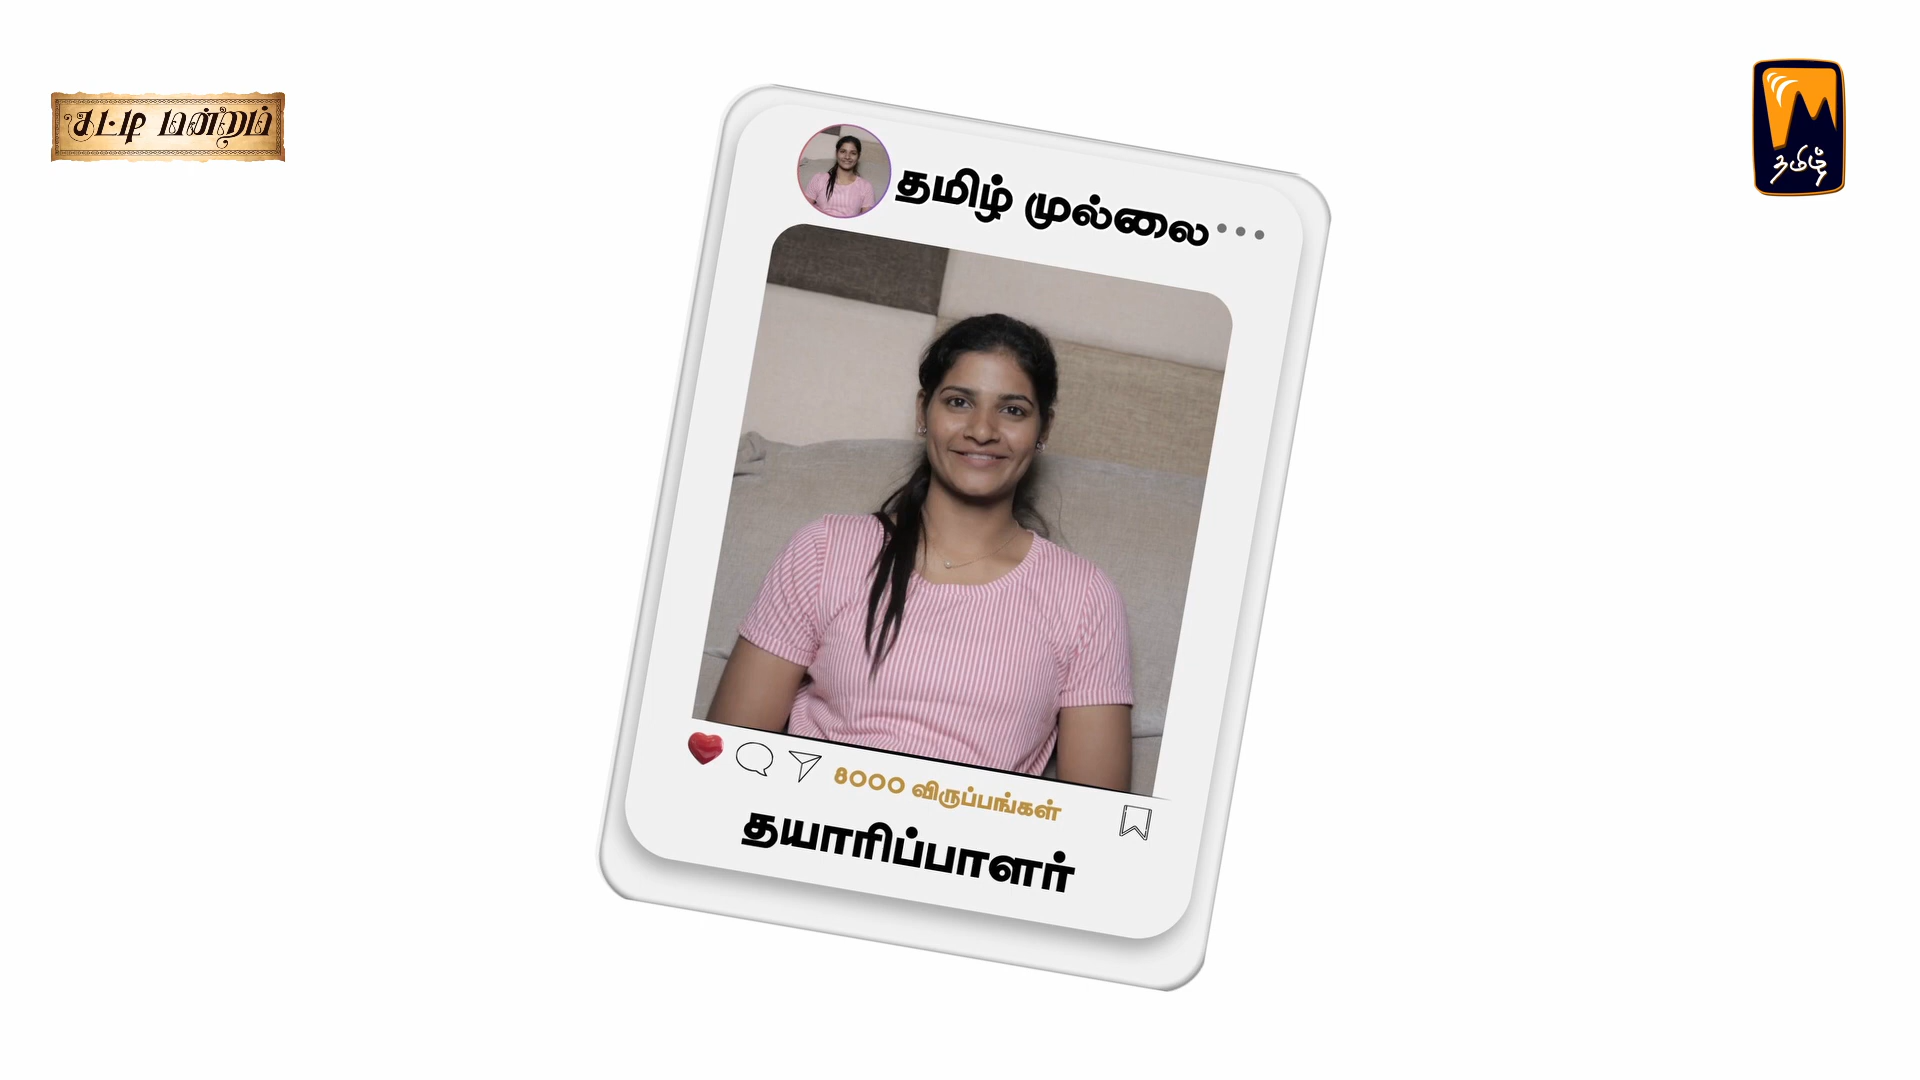 சட்டி மன்றம்
தமிழ்
தமிழ் முல்லை
8000 விருப்பங்கள்
தயாரிப்பாளர்